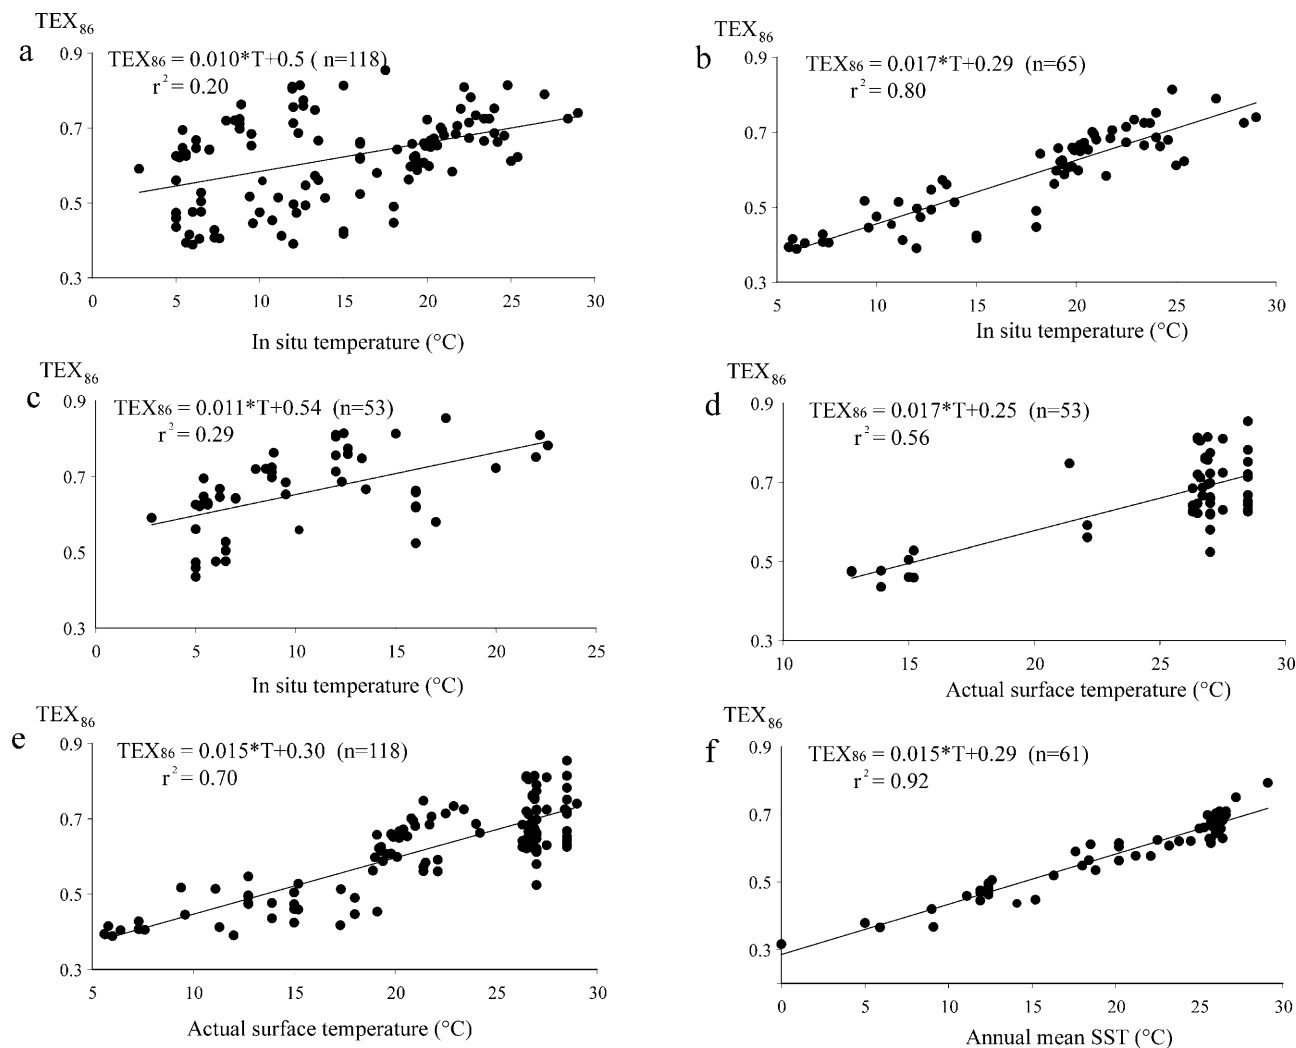 TEX86
a
TEX86 = 0.010*T+0.5 ( n=118)
r2 = 0.20
0.9
0.7
0.5
0.3
0 5 10 15 20 25 30
In situ temperature (°C)
TEX86
b
TEX86 = 0.017*T+0.29 (n=65)
r2 = 0.80
0.9
0.7
0.5
0.3
5 10 15 20 25 30
In situ temperature (°C)
TEX86
c
TEX86 = 0.011*T+0.54 (n=53)
r2 = 0.29
0.9
0.7
0.5
0.3
0 5 10 15 20 25
In situ temperature (°C)
TEX86
d
TEX86 = 0.017*T+0.25 (n=53)
r2 = 0.56
0.9
0.7
0.5
0.3
10 15 20 25 30
Actual surface temperature (°C)
TEX86
e
TEX86 = 0.015*T+0.30 (n=118)
r2 = 0.70
0.9
0.7
0.5
0.3
5 10 15 20 25 30
Actual surface temperature (°C)
TEX86
f
TEX86 = 0.015*T+0.29 (n=61)
r2 = 0.92
0.9
0.7
0.5
0.3
0 5 10 15 20 25 30
Annual mean SST (°C)